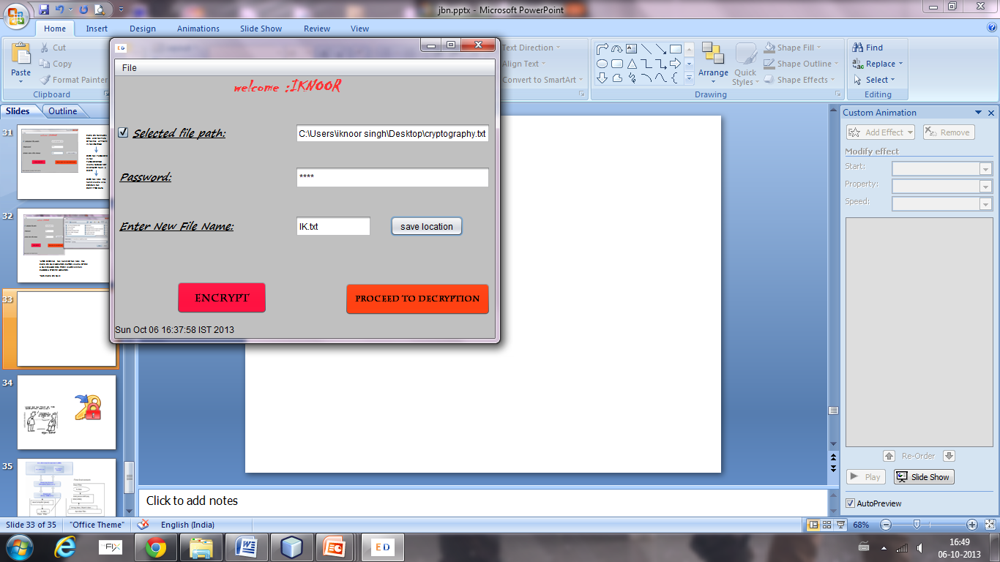 jbn.pptx - Microsoft PowerPoint
Home Insert Design Animations Slide Show Review View
Paste
Cut
Copy
Format Painter
Clipboard
Text Direction
Align Text
Convert to SmartArt
Arrange
Quick Styles
Shape Fill
Shape Outline
Shape Effects
Drawing
Find
Replace
Select
Editing
Slides Outline
31
32
33
34
35
E D
File
welcome :IKNOOR
Selected file path: C:\Users\iknoor singh\Desktop\cryptography.txt
Password: ****
Enter New File Name: IK.txt save location
ENCRYPT PROCEED TO DECRYPTION
Sun Oct 06 16:37:58 IST 2013
Custom Animation
Add Effect Remove
Modify effect
Start:
Property:
Speed:
Re-Order
Play Slide Show
AutoPreview
Click to add notes
Slide 33 of 35 "Office Theme" English (India) 68%
THE FIX
E D
16:49
06-10-2013